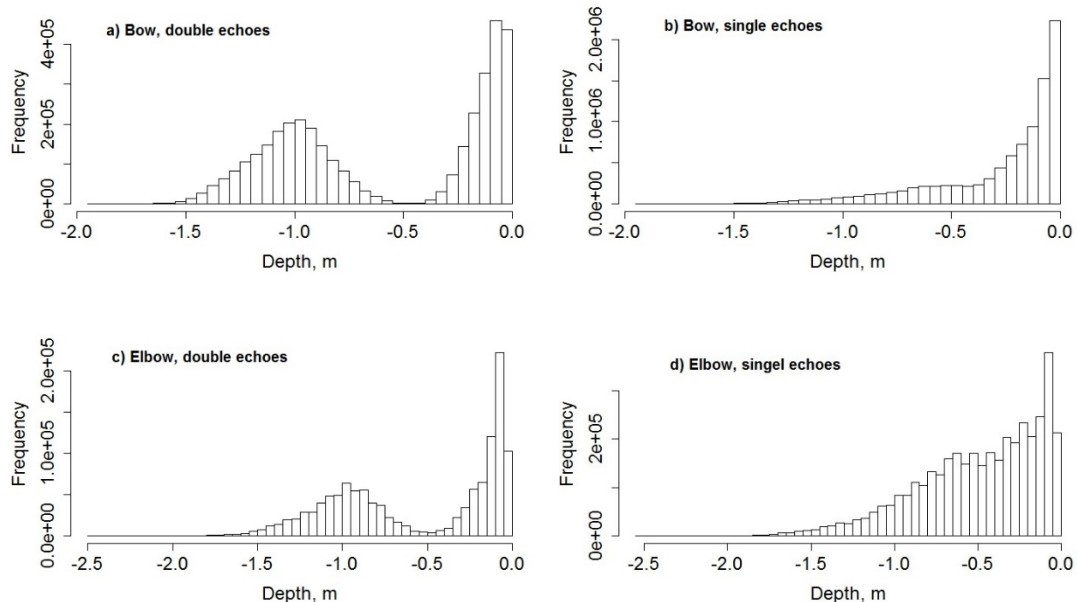 a) Bow, double echoes
Frequency
0e+00 2e+05 4e+05
-2.0 -1.5 -1.0 -0.5 0.0
Depth, m
b) Bow, single echoes
Frequency
0.0e+00 1.0e+06 2.0e+06
-2.0 -1.5 -1.0 -0.5 0.0
Depth, m
c) Elbow, double echoes
Frequency
0.0e+00 1.0e+05 2.0e+05
-2.5 -2.0 -1.5 -1.0 -0.5 0.0
Depth, m
d) Elbow, singel echoes
Frequency
0e+00 2e+05
-2.5 -2.0 -1.5 -1.0 -0.5 0.0
Depth, m